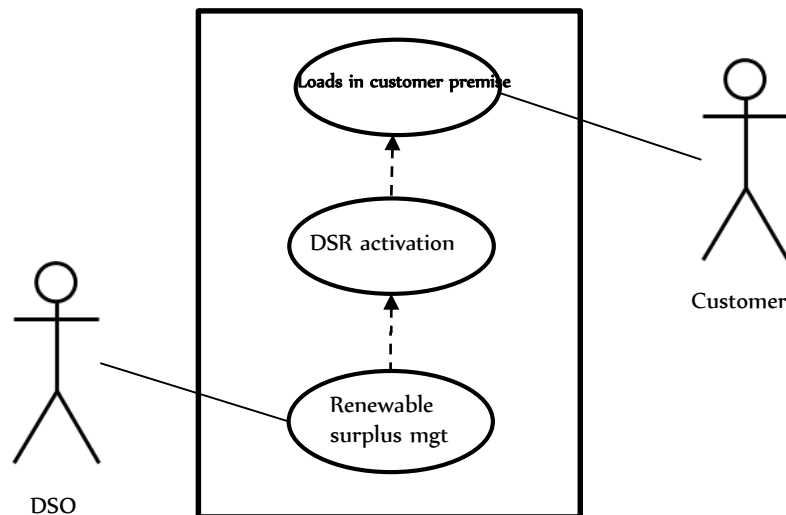 Loads in customer premise
DSR activation
Customer
Renewable
surplus mgt
DSO